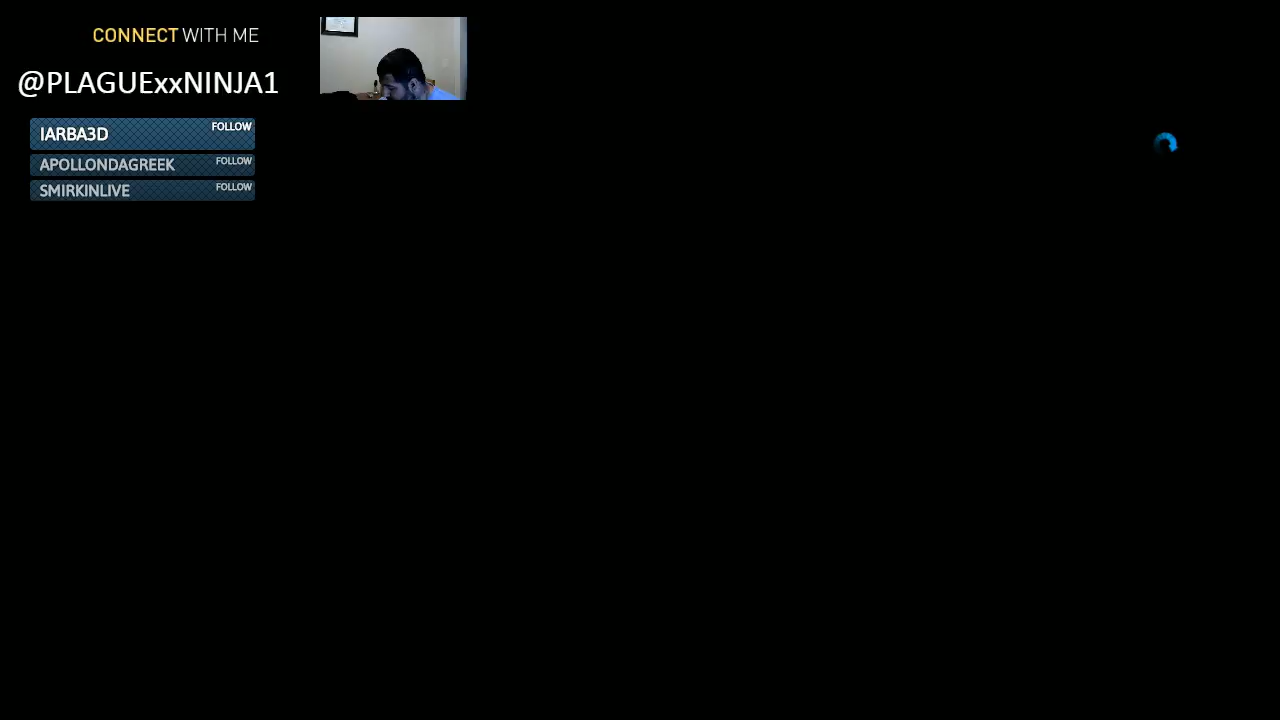 CONNECT WITH ME
@PLAGUExxNINJA1
IARBA3D FOLLOW
APOLLONDAGREEK FOLLOW
SMIRKINLIVE FOLLOW